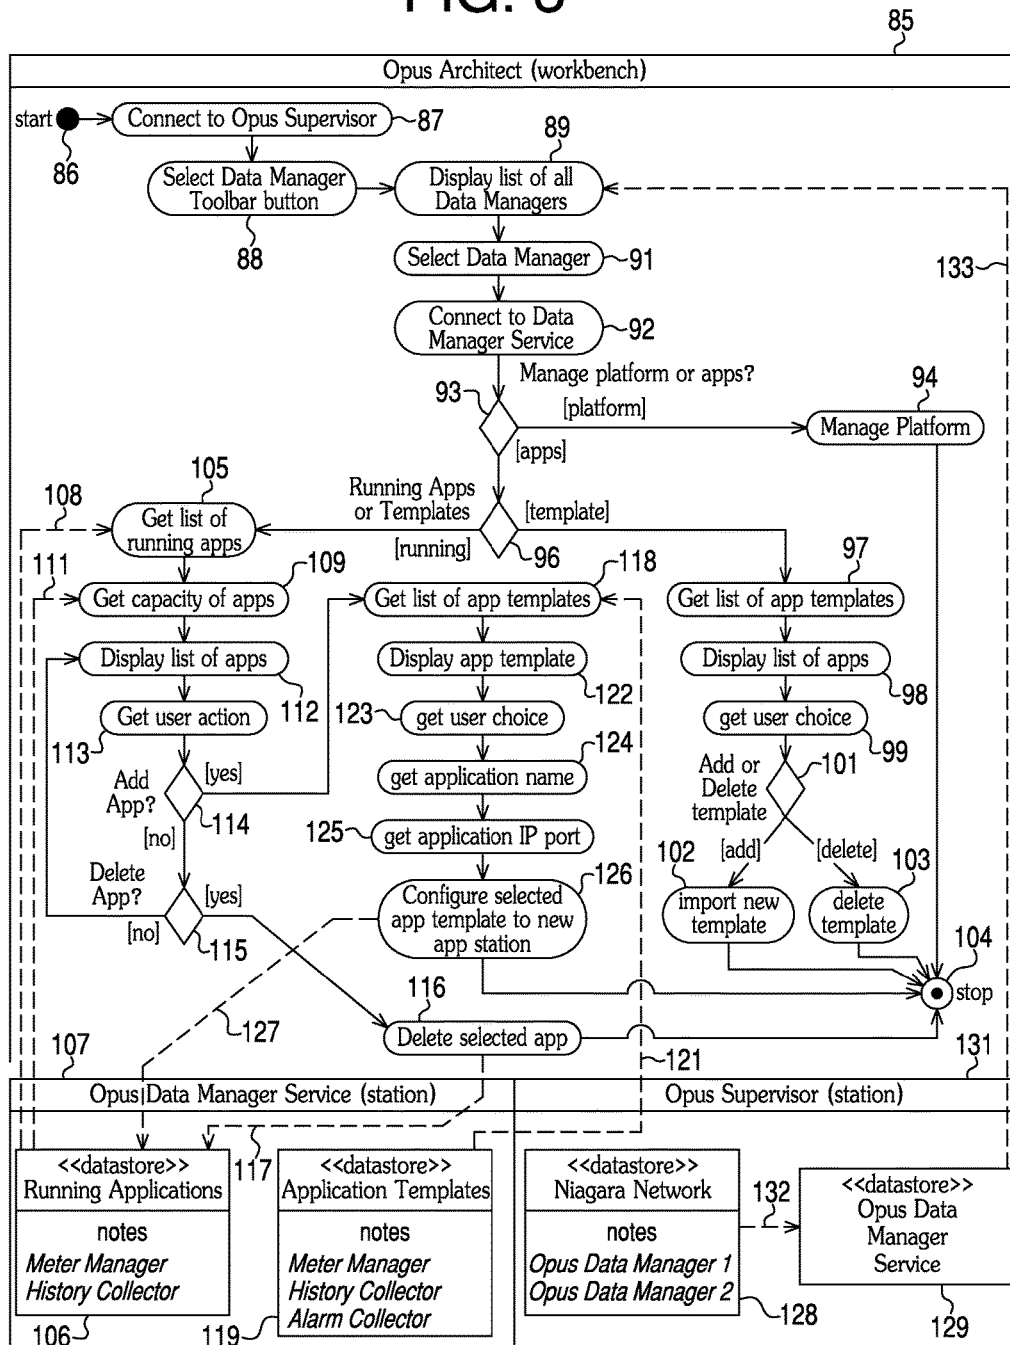 85
Opus Architect (workbench)
start
86
Connect to Opus Supervisor
87
Select Data Manager
Toolbar button
88
89
Display list of all
Data Managers
Select Data Manager
91
133
Connect to Data
Manager Service
92
Manage platform or apps?
93
[platform]
[apps]
94
Manage Platform
105
108
Get list of
running apps
Running Apps
or Templates
[running]
[template]
96
111
109
Get capacity of apps
118
Get list of app templates
97
Get list of app templates
Display list of apps
112
Display app template
122
Display list of apps
98
Get user action
113
123
get user choice
get user choice
99
Add
App?
[yes]
114
[no]
124
get application name
Add or
Delete
template
101
125
get application IP port
[add]
[delete]
Delete
App?
[yes]
[no]
115
Configure selected
app template to new
app station
126
102
import new
template
103
delete
template
104
stop
116
Delete selected app
127
121
107
131
Opus Data Manager Service (station)
Opus Supervisor (station)
117
<<datastore>>
Running Applications
notes
Meter Manager
History Collector
106
<<datastore>>
Application Templates
notes
Meter Manager
History Collector
Alarm Collector
119
<<datastore>>
Niagara Network
notes
Opus Data Manager 1
Opus Data Manager 2
128
132
<<datastore>>
Opus Data
Manager
Service
129